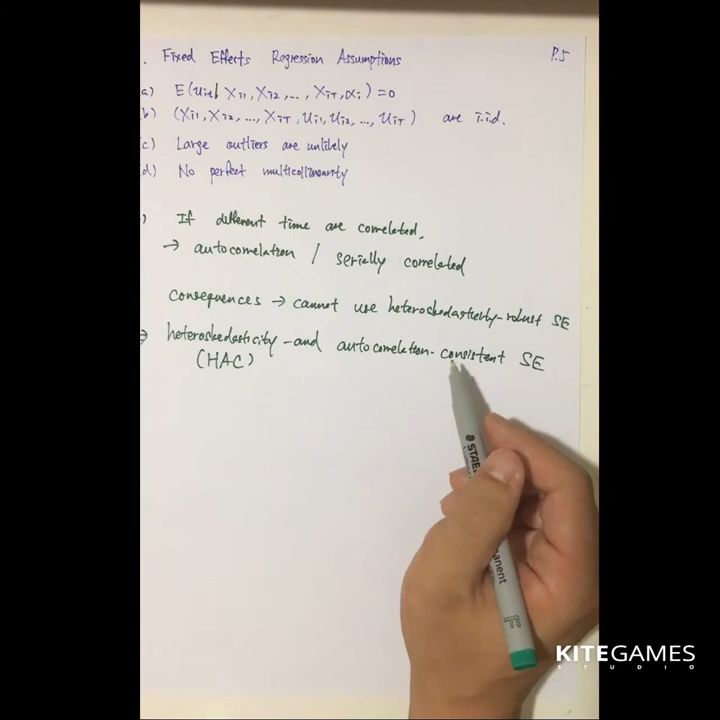 . Fixed Effects Regression Assumptions P.5
a) E(Uit| Xi1, Xi2, ..., XiT, αi) = 0
b) (Xi1, Xi2, ..., XiT, Ui1, Ui2, ..., UiT) are i.i.d.
c) Large outliers are unlikely
d) No perfect multicollinearity
) If different time are correlated,
→ autocorrelation / serially correlated
Consequences → cannot use heteroskedasticity-robust SE
→ heteroskedasticity-and autocorrelation-consistent SE
(HAC)
STAE
manent
F
KITEGAMES
STUDIO